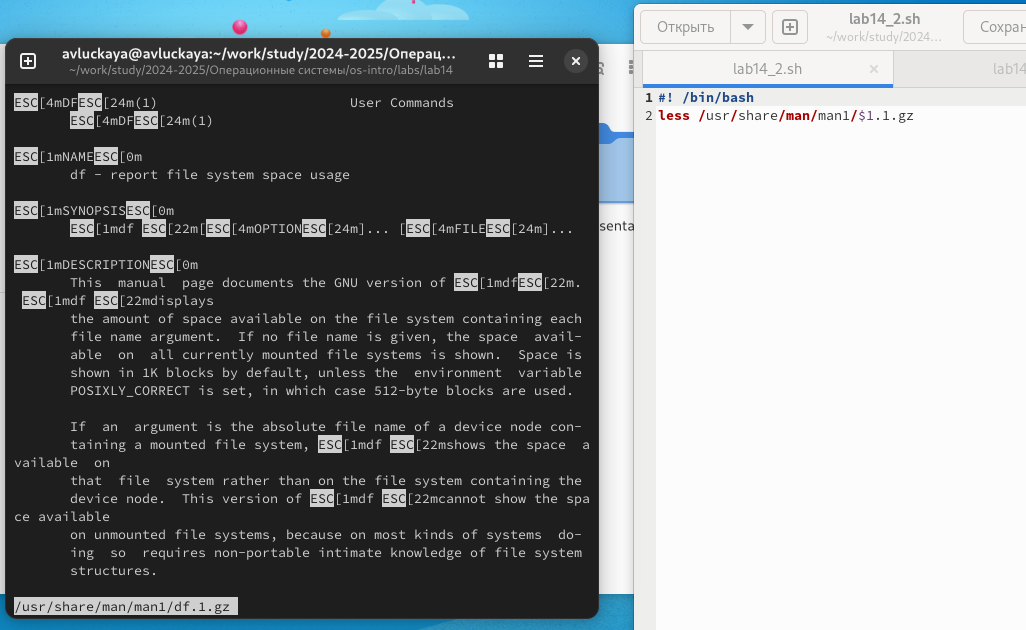 avluckaya@avluckaya:~/work/study/2024-2025/Операц...
~/work/study/2024-2025/Операционные системы/os-intro/labs/lab14
ESC[4mDFESC[24m(1)                        User Commands
       ESC[4mDFESC[24m(1)
ESC[1mNAMEESC[0m
       df - report file system space usage
ESC[1mSYNOPSISESC[0m
       ESC[1mdf ESC[22m[ESC[4mOPTIONESC[24m]... [ESC[4mFILEESC[24m]...
ESC[1mDESCRIPTIONESC[0m
       This  manual  page documents the GNU version of ESC[1mdfESC[22m.
 ESC[1mdf ESC[22mdisplays
       the amount of space available on the file system containing each
       file name argument.  If no file name is given, the space  avail-
       able  on  all currently mounted file systems is shown.  Space is
       shown in 1K blocks by default, unless the  environment  variable
       POSIXLY_CORRECT is set, in which case 512-byte blocks are used.
       If  an  argument is the absolute file name of a device node con-
       taining a mounted file system, ESC[1mdf ESC[22mshows the space  a
vailable  on
       that  file  system rather than on the file system containing the
       device node.  This version of ESC[1mdf ESC[22mcannot show the spa
ce available
       on unmounted file systems, because on most kinds of systems  do-
       ing  so  requires non-portable intimate knowledge of file system
       structures.
/usr/share/man/man1/df.1.gz
senta
Открыть
lab14_2.sh
~/work/study/2024...
Сохран
lab14_2.sh
lab14
1 #! /bin/bash
2 less /usr/share/man/man1/$1.1.gz